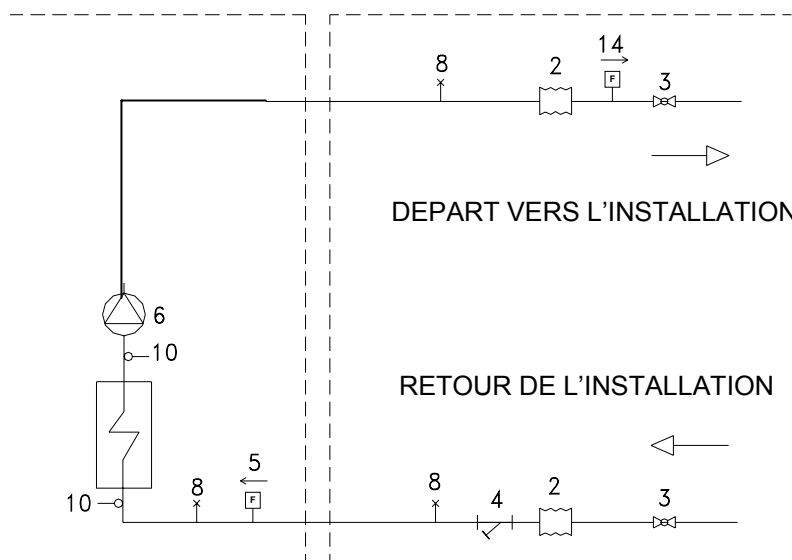 8 2 14 3
F
DEPART VERS L'INSTALLATION
6
10
RETOUR DE L'INSTALLATION
10 8 5 8 4 2 3
F